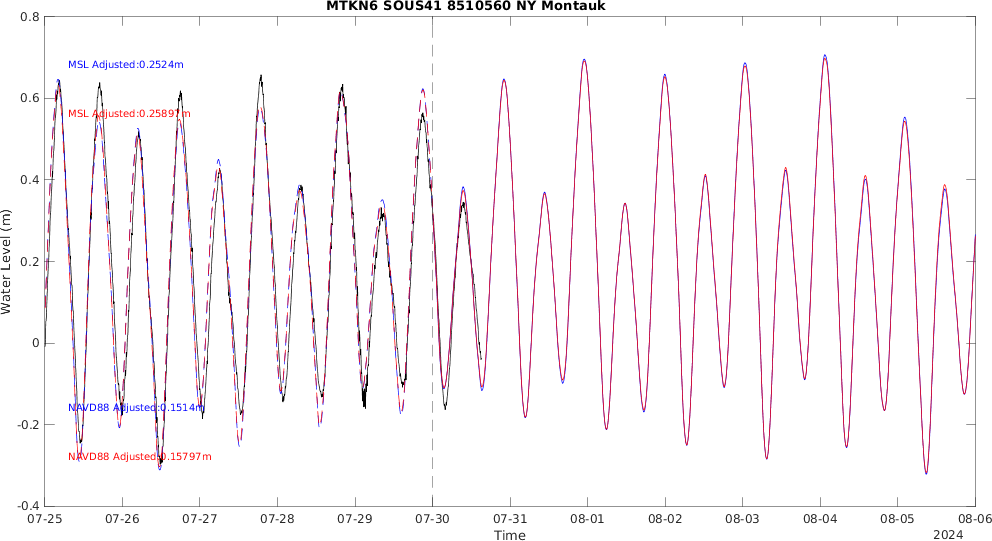 MTKN6 SOUS41 8510560 NY Montauk
0.8
0.6
0.4
0.2
0
-0.2
-0.4
Water Level (m)
MSL Adjusted:0.2524m
MSL Adjusted:0.25897m
NAVD88 Adjusted:0.1514m
NAVD88 Adjusted:0.15797m
07-25 07-26 07-27 07-28 07-29 07-30 07-31 08-01 08-02 08-03 08-04 08-05 08-06
Time
2024